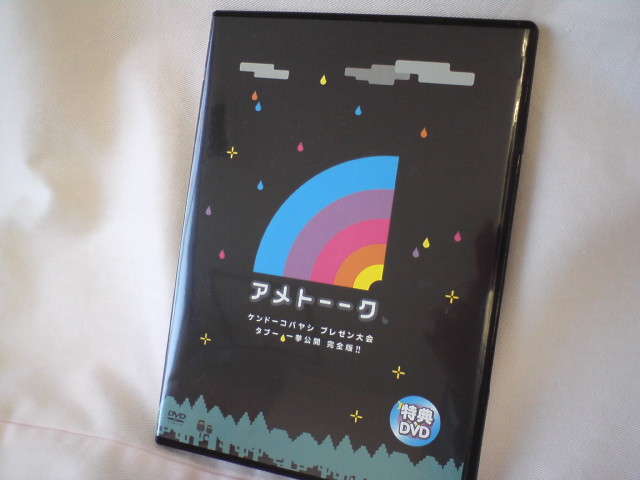 アメトーーク
ケンドーコバヤシ プレゼン大会
タブー 一挙公開 完全版!!
特典
DVD
DVD